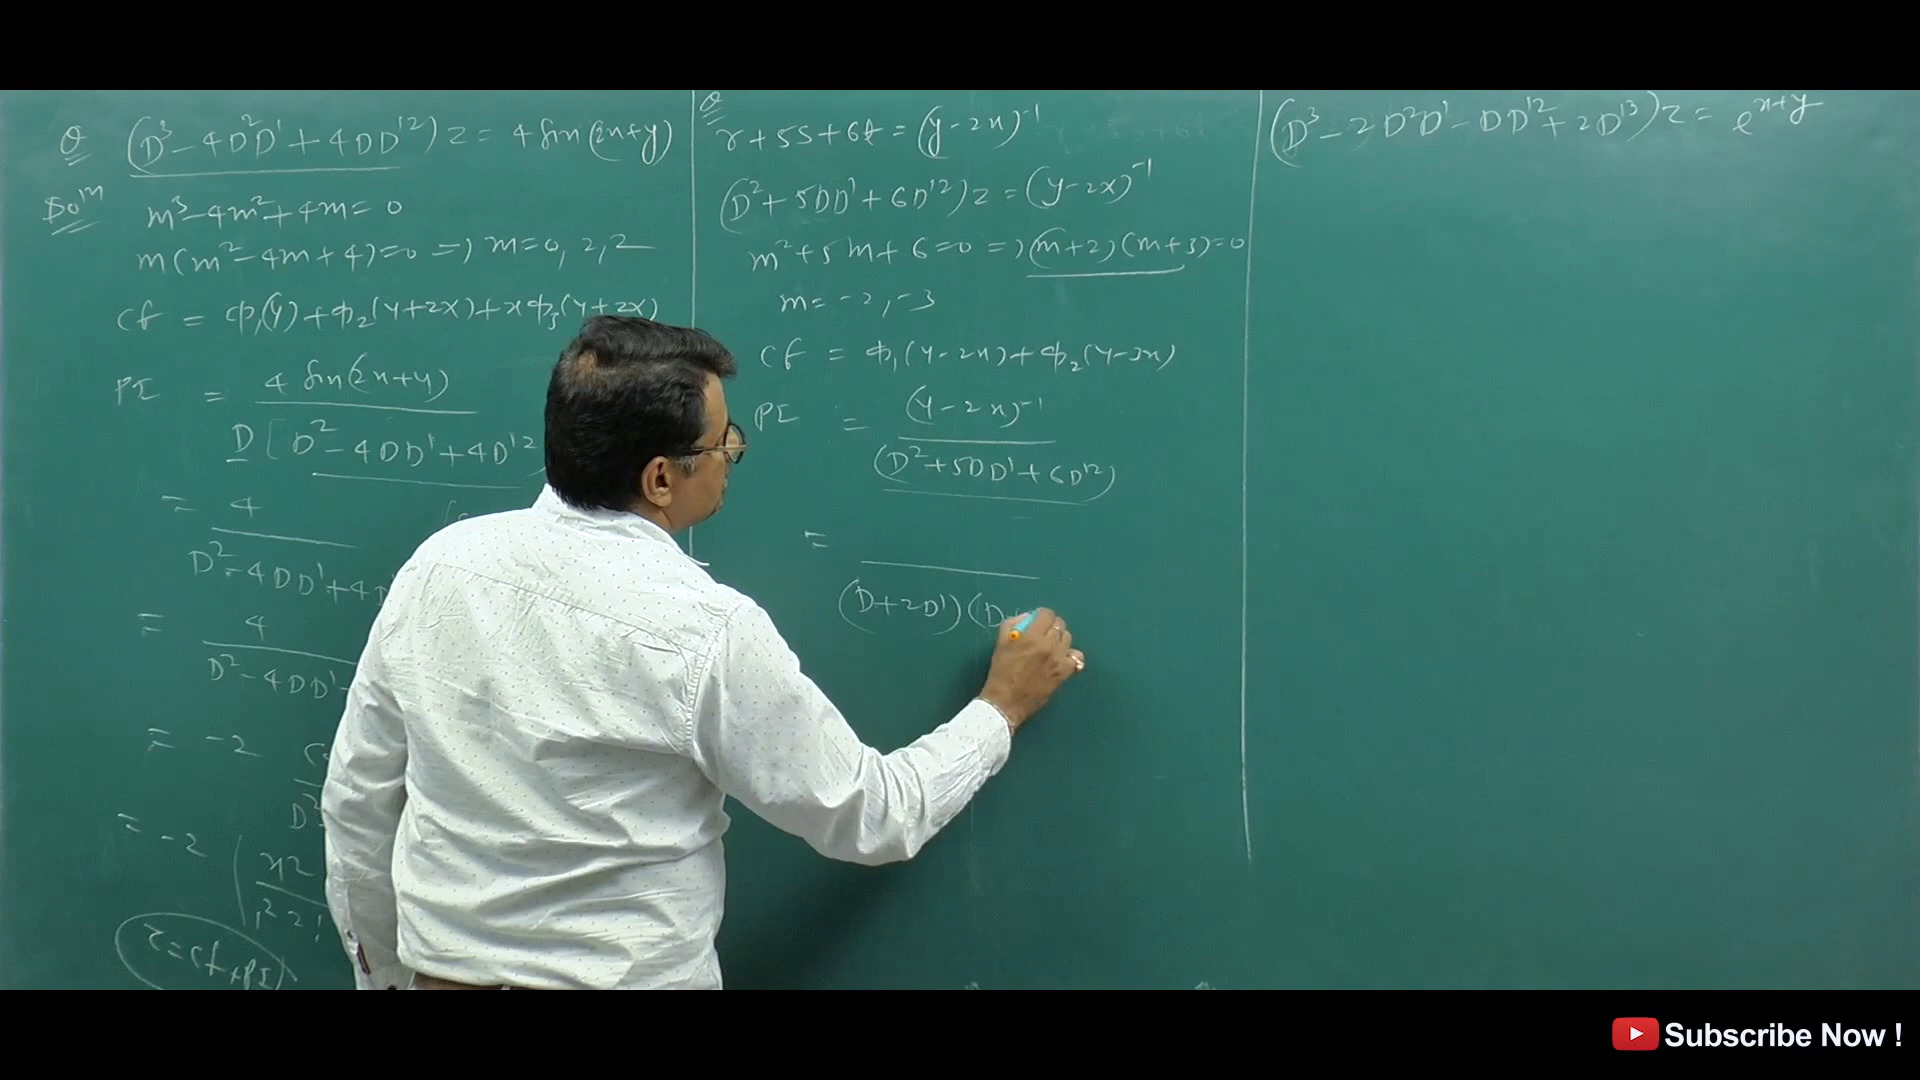 Q (D³ - 4D²D' + 4DD'²) z = 4 sin(2x+y)
Soln m³-4m²+4m=0
m(m²-4m+4)=0 => m=0, 2, 2
CF = Φ₁(y)+Φ₂(y+2x)+xΦ₃(y+2x)
PI = 4 sin(2x+y)
D[D²-4DD'+4D'²
= 4
D²-4DD'+4D
= 4
D²-4DD'
= -2
D²
= -2 x2
1² 2!
z=CF+PI
Q
r+5s+6t = (y-2x)⁻¹
(D²+5DD'+6D'²)z = (y-2x)⁻¹
m²+5m+6=0 => (m+2)(m+3)=0
m=-2,-3
CF = Φ₁(y-2x)+Φ₂(y-3x)
PI = (y-2x)⁻¹
(D²+5DD'+6D'²)
=
(D+2D')(D+
(D³-2D²D'-DD'²+2D'³)z = e^(x+y)
Subscribe Now !